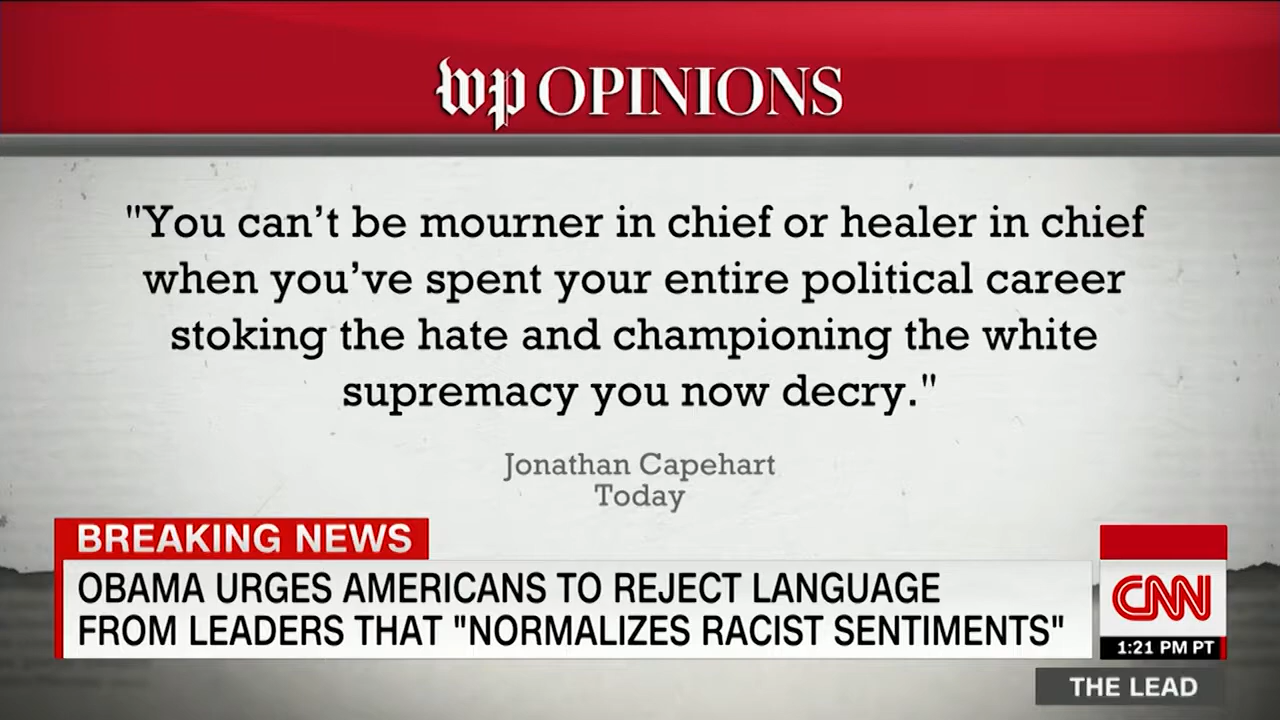 wp OPINIONS
"You can’t be mourner in chief or healer in chief
when you’ve spent your entire political career
stoking the hate and championing the white
supremacy you now decry."
Jonathan Capehart
Today
BREAKING NEWS
OBAMA URGES AMERICANS TO REJECT LANGUAGE
FROM LEADERS THAT "NORMALIZES RACIST SENTIMENTS"
CNN
1:21 PM PT
THE LEAD